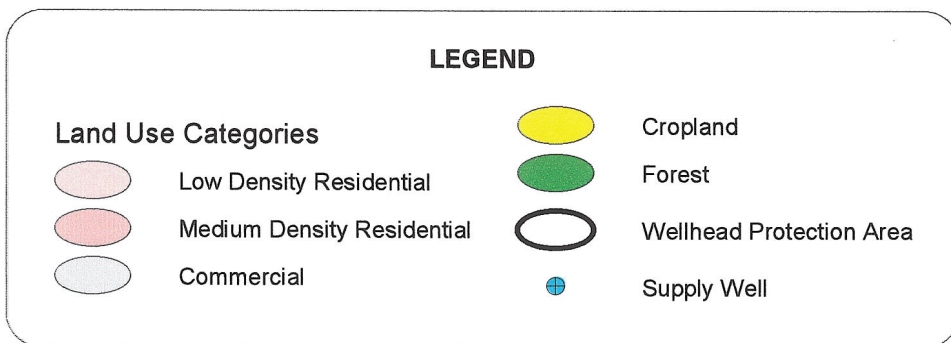 LEGEND
Land Use Categories
Low Density Residential
Medium Density Residential
Commercial
Cropland
Forest
Wellhead Protection Area
Supply Well